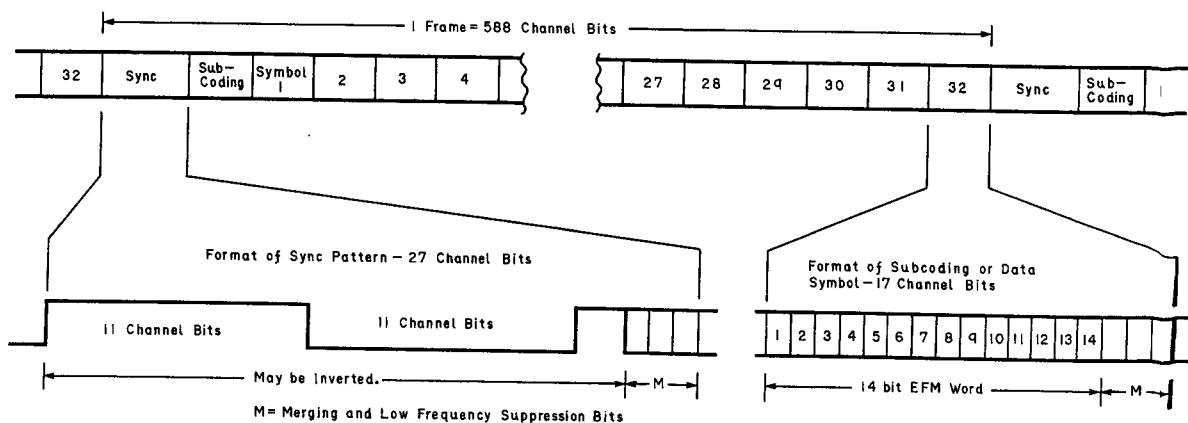 1 Frame = 588 Channel Bits
32 Sync Sub-Coding Symbol 1 2 3 4 27 28 29 30 31 32 Sync Sub-Coding 1
Format of Sync Pattern – 27 Channel Bits
Format of Subcoding or Data
Symbol – 17 Channel Bits
11 Channel Bits 11 Channel Bits
1 2 3 4 5 6 7 8 9 10 11 12 13 14
May be Inverted. M 14 bit EFM Word M
M = Merging and Low Frequency Suppression Bits